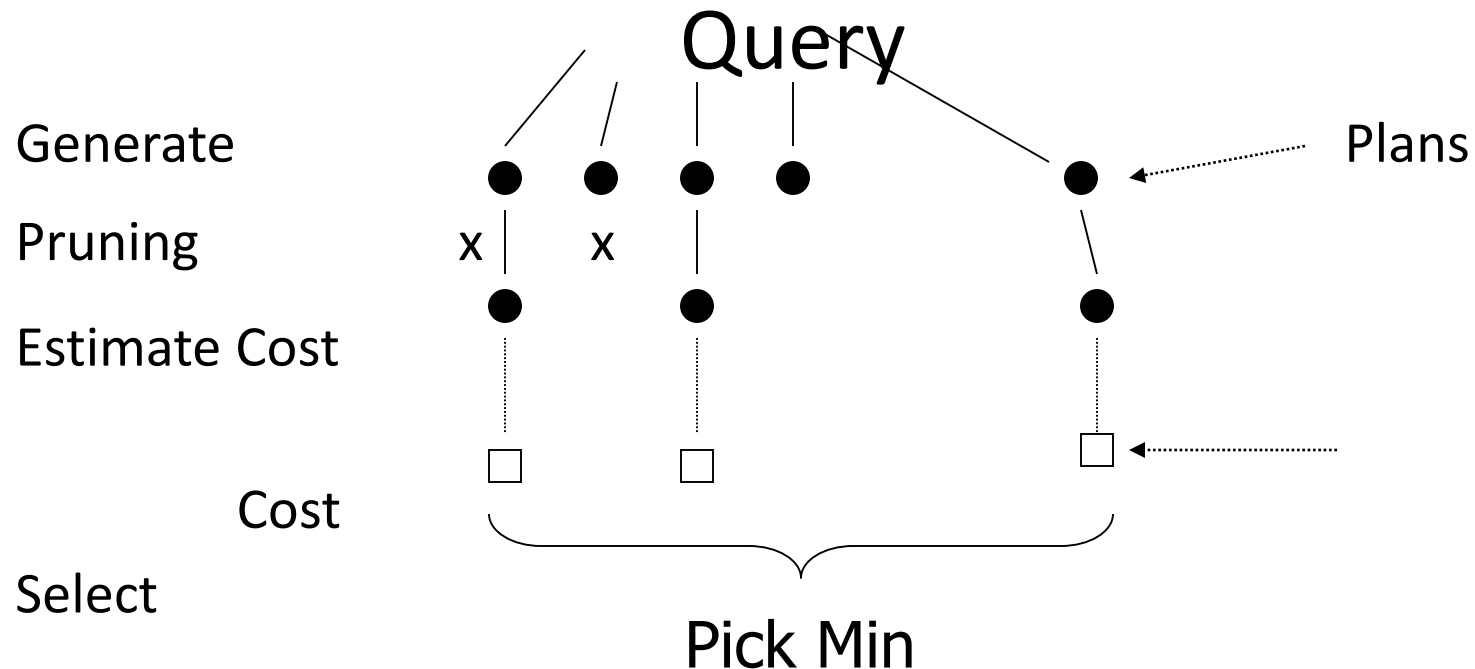 Query
Generate
Plans
Pruning
x
x
Estimate Cost
Cost
Select
Pick Min